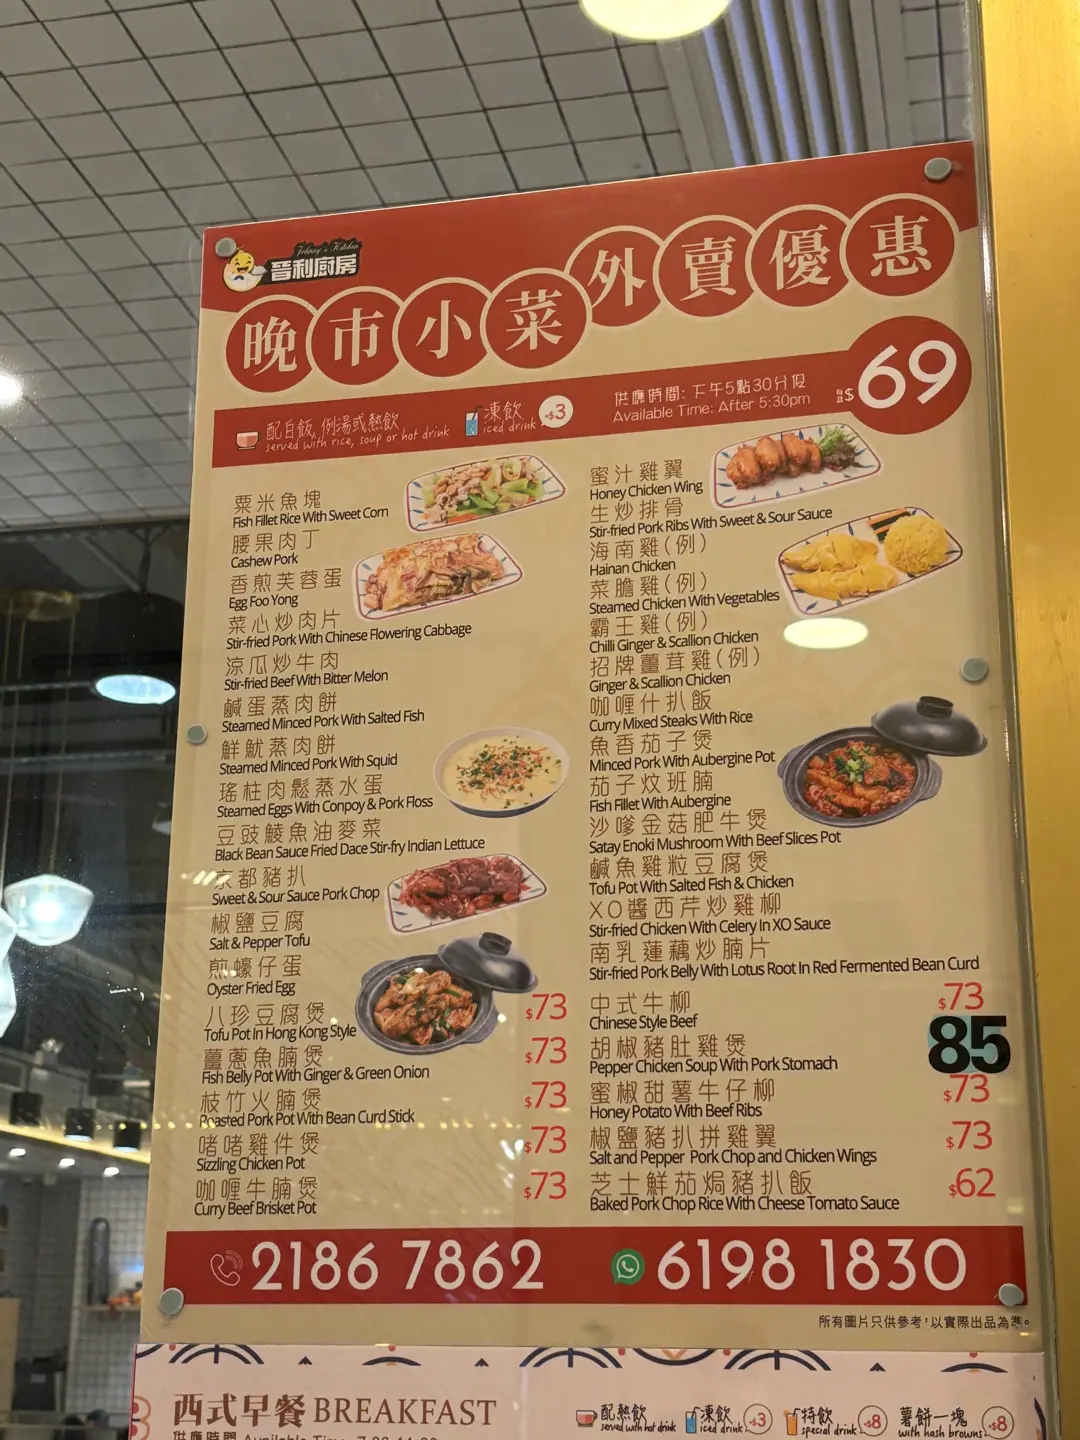 Johnny's Kitchen
晉利廚房
晚市小菜外賣優惠
配白飯,例湯或熱飲
served with rice, soup or hot drink
凍飲
iced drink
+$3
供應時間: 下午5點30分後
Available Time: After 5:30pm
$69
粟米魚塊
Fish Fillet Rice With Sweet Corn
腰果肉丁
Cashew Pork
香煎芙蓉蛋
Egg Foo Yong
菜心炒肉片
Stir-fried Pork With Chinese Flowering Cabbage
涼瓜炒牛肉
Stir-fried Beef With Bitter Melon
鹹蛋蒸肉餅
Steamed Minced Pork With Salted Fish
鮮魷蒸肉餅
Steamed Minced Pork With Squid
瑤柱肉鬆蒸水蛋
Steamed Eggs With Conpoy & Pork Floss
豆豉鯪魚油麥菜
Black Bean Sauce Fried Dace Stir-fry Indian Lettuce
京都豬扒
Sweet & Sour Sauce Pork Chop
椒鹽豆腐
Salt & Pepper Tofu
煎蠔仔蛋
Oyster Fried Egg
八珍豆腐煲 $73
Tofu Pot In Hong Kong Style
薑蔥魚腩煲 $73
Fish Belly Pot With Ginger & Green Onion
枝竹火腩煲 $73
Roasted Pork Pot With Bean Curd Stick
啫啫雞件煲 $73
Sizzling Chicken Pot
咖喱牛腩煲 $73
Curry Beef Brisket Pot
蜜汁雞翼
Honey Chicken Wing
生炒排骨
Stir-fried Pork Ribs With Sweet & Sour Sauce
海南雞(例)
Hainan Chicken
菜膽雞(例)
Steamed Chicken With Vegetables
霸王雞(例)
Chilli Ginger & Scallion Chicken
招牌薑茸雞(例)
Ginger & Scallion Chicken
咖喱什扒飯
Curry Mixed Steaks With Rice
魚香茄子煲
Minced Pork With Aubergine Pot
茄子炆班腩
Fish Fillet With Aubergine
沙嗲金菇肥牛煲
Satay Enoki Mushroom With Beef Slices Pot
鹹魚雞粒豆腐煲
Tofu Pot With Salted Fish & Chicken
XO醬西芹炒雞柳
Stir-fried Chicken With Celery In XO Sauce
南乳蓮藕炒腩片
Stir-fried Pork Belly With Lotus Root In Red Fermented Bean Curd
中式牛柳 $73
Chinese Style Beef
胡椒豬肚雞煲 85
Pepper Chicken Soup With Pork Stomach
蜜椒甜薯牛仔柳 $73
Honey Potato With Beef Ribs
椒鹽豬扒拼雞翼 $73
Salt and Pepper Pork Chop and Chicken Wings
芝士鮮茄焗豬扒飯 $62
Baked Pork Chop Rice With Cheese Tomato Sauce
2186 7862
6198 1830
所有圖片只供參考,以實際出品為準。
西式早餐 BREAKFAST
供應時間 Available Time:
配熱飲
served with hot drink
凍飲
iced drink
+$3
特飲
special drink
+$8
薯餅一塊
with hash browns
+$8